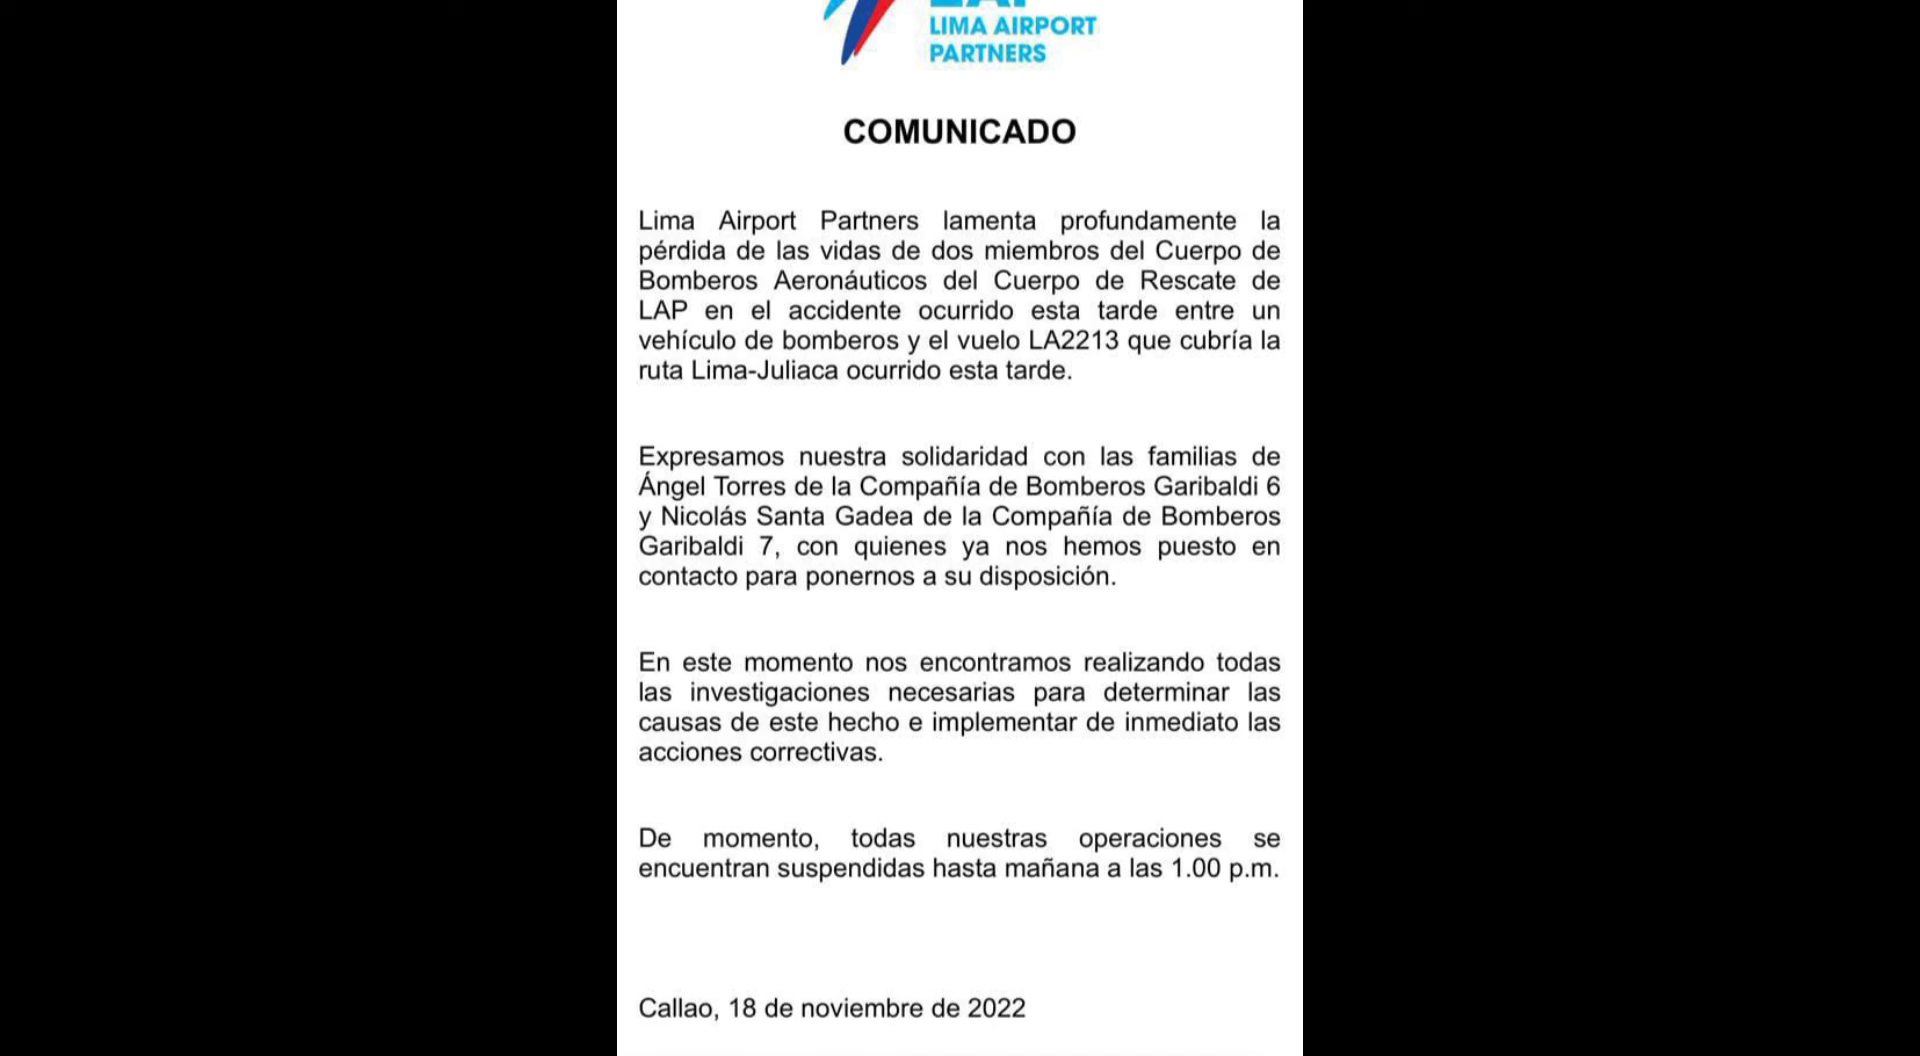 LAP
LIMA AIRPORT
PARTNERS
COMUNICADO
Lima Airport Partners lamenta profundamente la
pérdida de las vidas de dos miembros del Cuerpo de
Bomberos Aeronáuticos del Cuerpo de Rescate de
LAP en el accidente ocurrido esta tarde entre un
vehículo de bomberos y el vuelo LA2213 que cubría la
ruta Lima-Juliaca ocurrido esta tarde.
Expresamos nuestra solidaridad con las familias de
Ángel Torres de la Compañía de Bomberos Garibaldi 6
y Nicolás Santa Gadea de la Compañía de Bomberos
Garibaldi 7, con quienes ya nos hemos puesto en
contacto para ponernos a su disposición.
En este momento nos encontramos realizando todas
las investigaciones necesarias para determinar las
causas de este hecho e implementar de inmediato las
acciones correctivas.
De momento, todas nuestras operaciones se
encuentran suspendidas hasta mañana a las 1.00 p.m.
Callao, 18 de noviembre de 2022